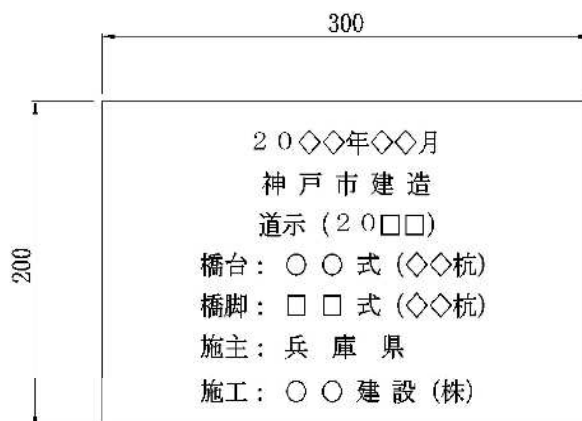 300
200
２０◇◇年◇◇月
神戸市建造
道示(２０□□)
橋台：○○式(◇◇杭)
橋脚：□□式(◇◇杭)
施主：兵庫県
施工：○○建設(株)